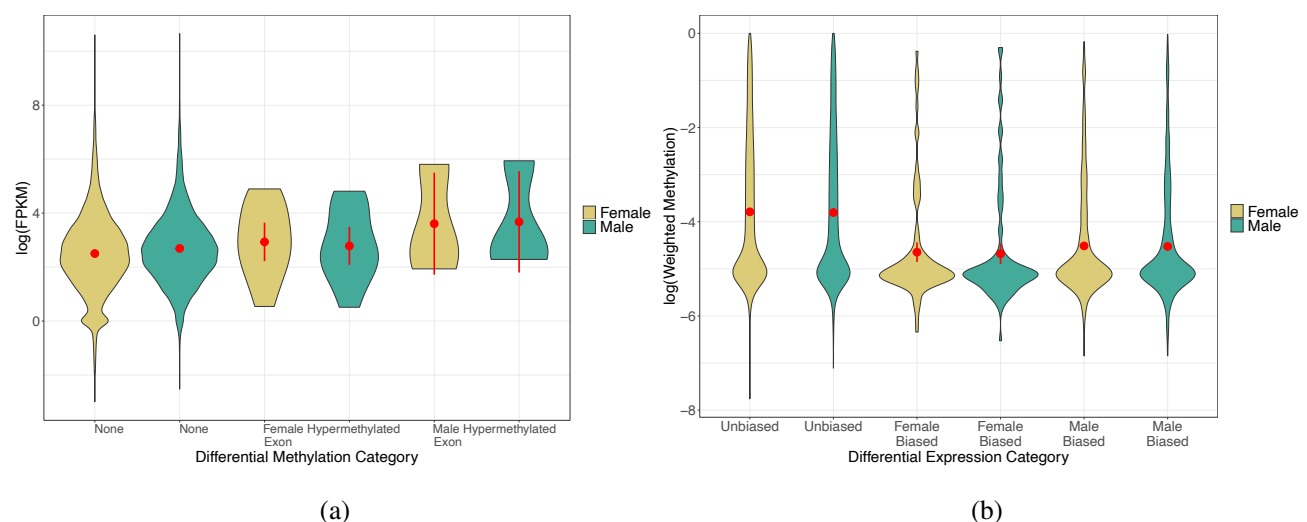 log(FPKM)
8
4
0
None
None
Female Hypermethylated
Exon
Male Hypermethylated
Exon
Differential Methylation Category
Female
Male
(a)
log(Weighted Methylation)
0
−2
−4
−6
−8
Unbiased
Unbiased
Female
Biased
Female
Biased
Male
Biased
Male
Biased
Differential Expression Category
Female
Male
(b)